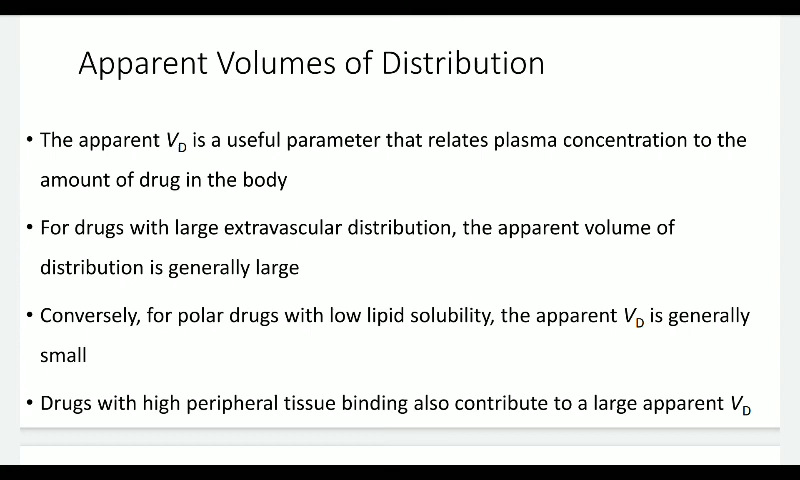 Apparent Volumes of Distribution
• The apparent VD is a useful parameter that relates plasma concentration to the
amount of drug in the body
• For drugs with large extravascular distribution, the apparent volume of
distribution is generally large
• Conversely, for polar drugs with low lipid solubility, the apparent VD is generally
small
• Drugs with high peripheral tissue binding also contribute to a large apparent VD